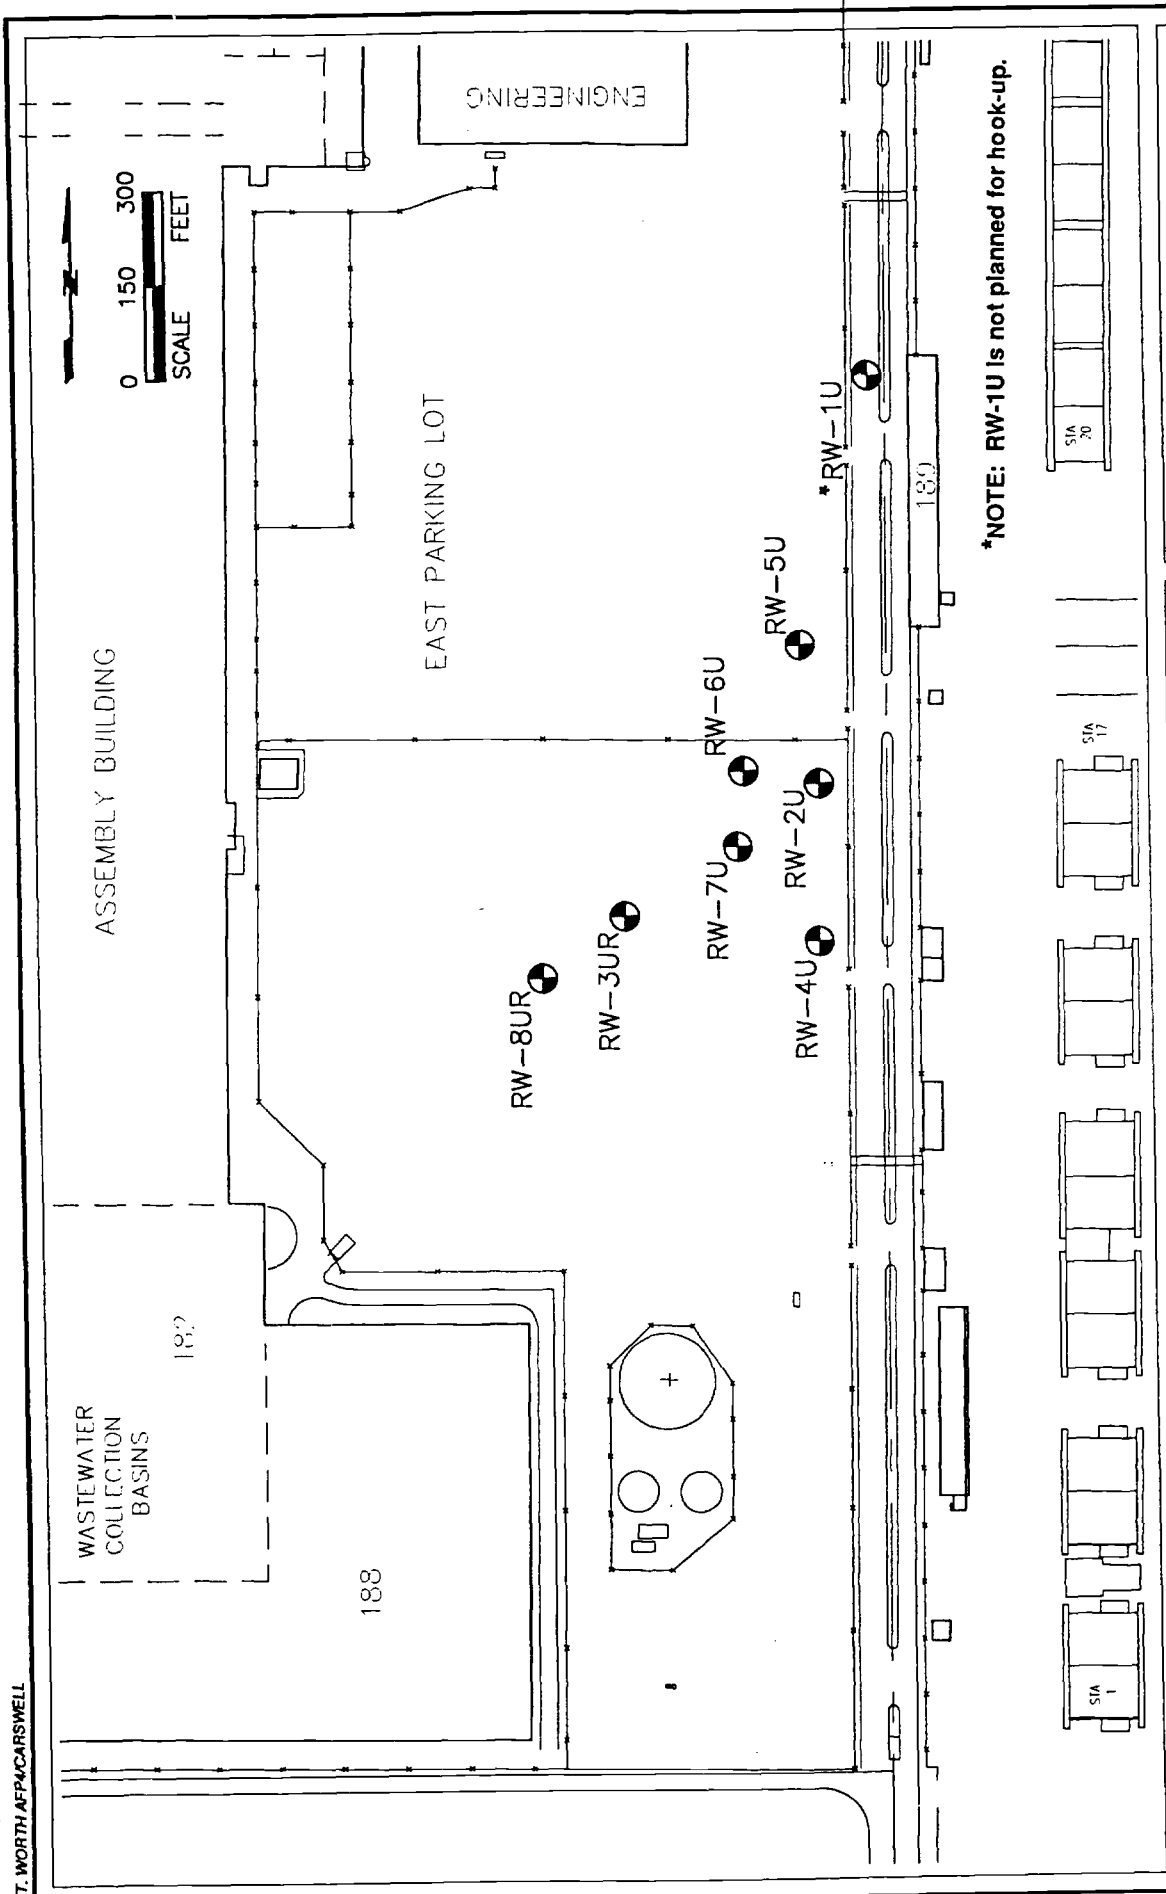 T. WORTH AFP4/CARSWELL
ASSEMBLY BUILDING
0 150 300
SCALE FEET
N
ENGINEERING
EAST PARKING LOT
WASTEWATER
COLLECTION
BASINS
182
188
RW-8UR
RW-3UR
RW-7U
RW-6U
RW-5U
*RW-1U
RW-2U
RW-4U
189
*NOTE: RW-1U is not planned for hook-up.
STA
1
STA
17
STA
20